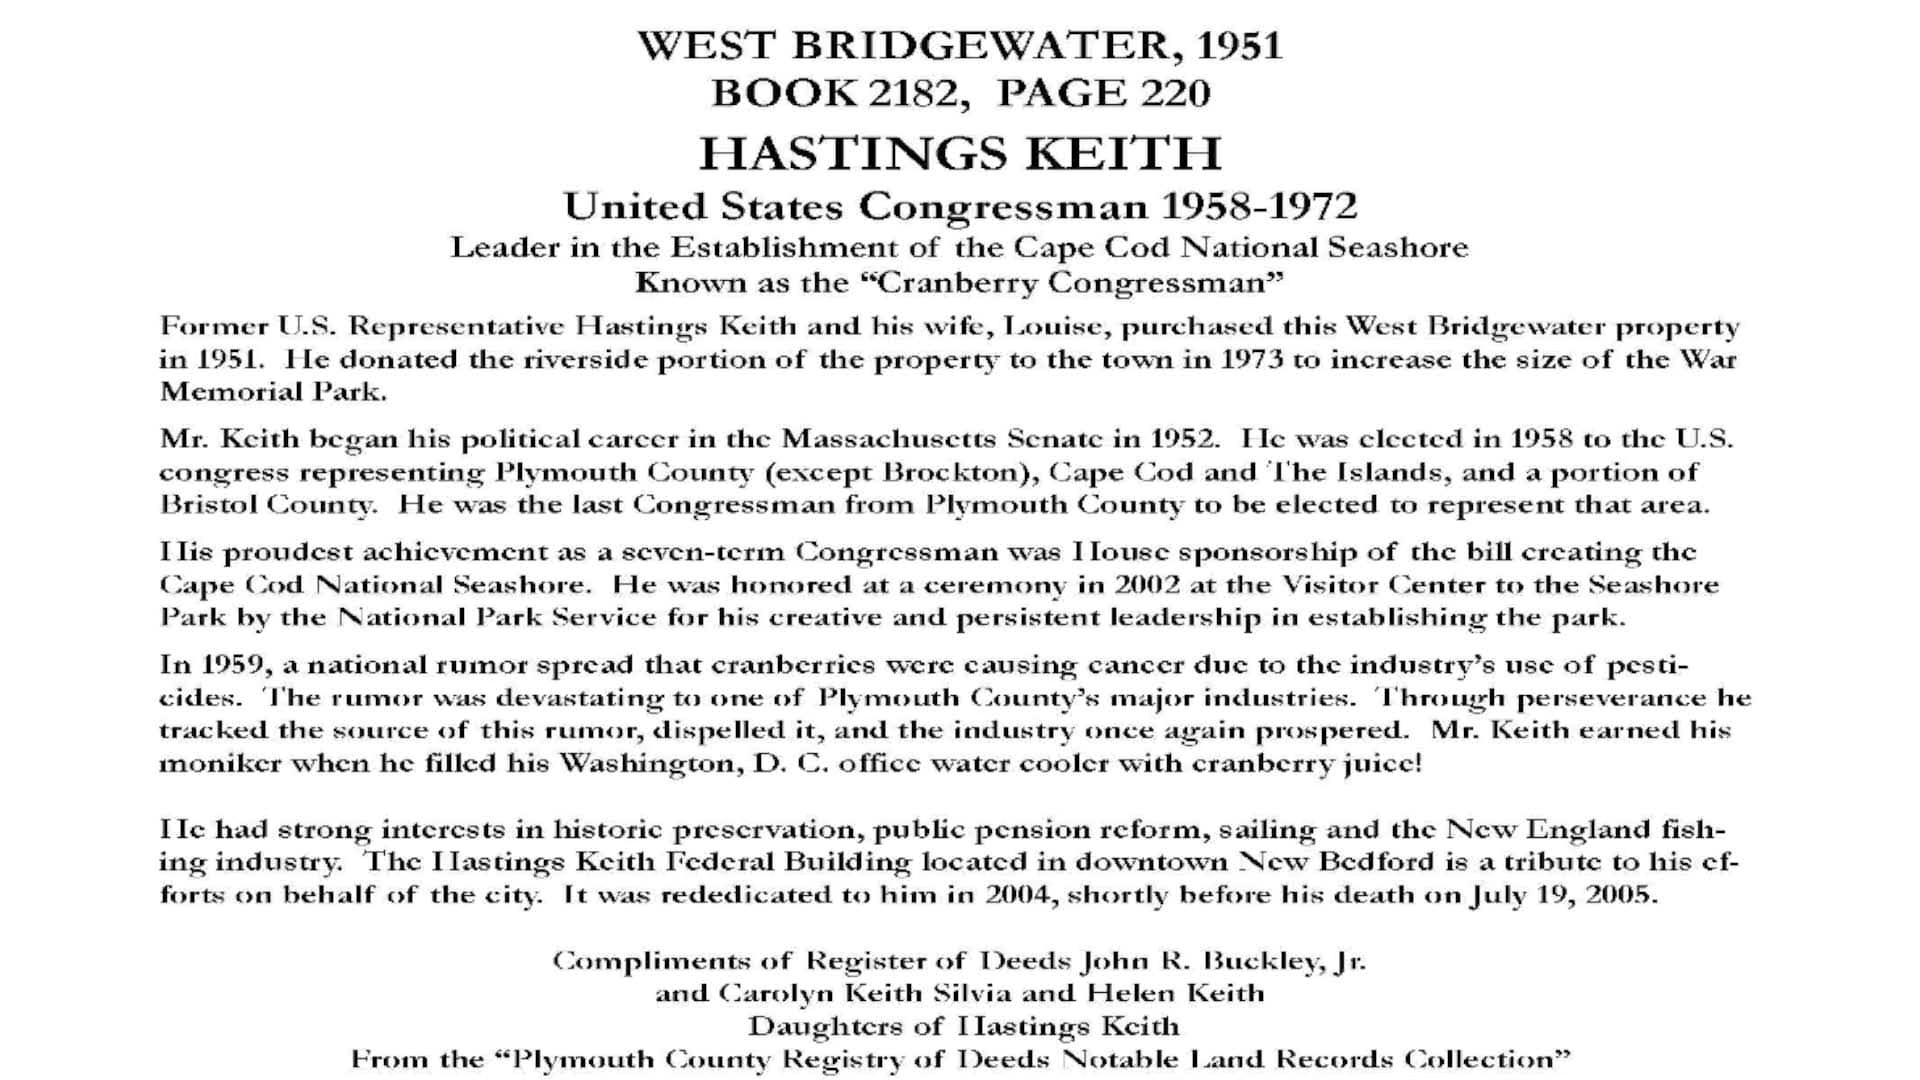 WEST BRIDGEWATER, 1951
BOOK 2182, PAGE 220
HASTINGS KEITH
United States Congressman 1958-1972
Leader in the Establishment of the Cape Cod National Seashore
Known as the “Cranberry Congressman”
Former U.S. Representative Hastings Keith and his wife, Louise, purchased this West Bridgewater property
in 1951. He donated the riverside portion of the property to the town in 1973 to increase the size of the War
Memorial Park.
Mr. Keith began his political career in the Massachusetts Senate in 1952. He was elected in 1958 to the U.S.
congress representing Plymouth County (except Brockton), Cape Cod and The Islands, and a portion of
Bristol County. He was the last Congressman from Plymouth County to be elected to represent that area.
His proudest achievement as a seven-term Congressman was House sponsorship of the bill creating the
Cape Cod National Seashore. He was honored at a ceremony in 2002 at the Visitor Center to the Seashore
Park by the National Park Service for his creative and persistent leadership in establishing the park.
In 1959, a national rumor spread that cranberries were causing cancer due to the industry’s use of pesti-
cides. The rumor was devastating to one of Plymouth County’s major industries. Through perseverance he
tracked the source of this rumor, dispelled it, and the industry once again prospered. Mr. Keith earned his
moniker when he filled his Washington, D. C. office water cooler with cranberry juice!
He had strong interests in historic preservation, public pension reform, sailing and the New England fish-
ing industry. The Hastings Keith Federal Building located in downtown New Bedford is a tribute to his ef-
forts on behalf of the city. It was rededicated to him in 2004, shortly before his death on July 19, 2005.
Compliments of Register of Deeds John R. Buckley, Jr.
and Carolyn Keith Silvia and Helen Keith
Daughters of Hastings Keith
From the “Plymouth County Registry of Deeds Notable Land Records Collection”